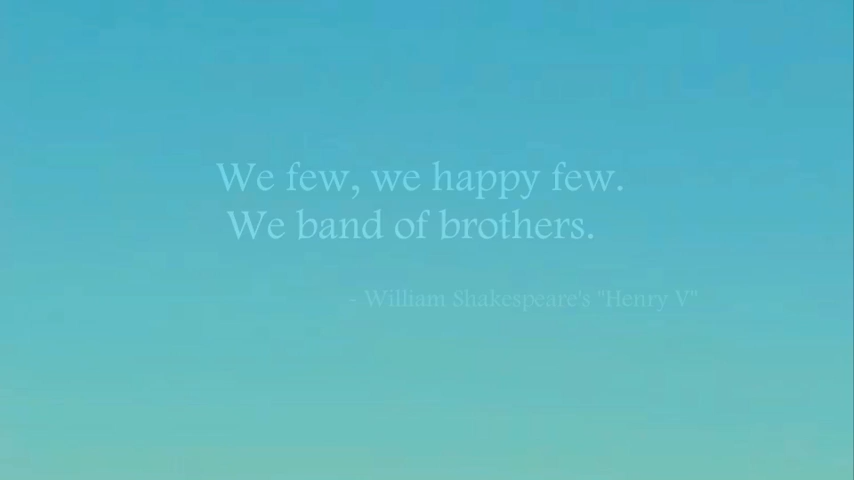 We few, we happy few.
We band of brothers.
- William Shakespeare's "Henry V"